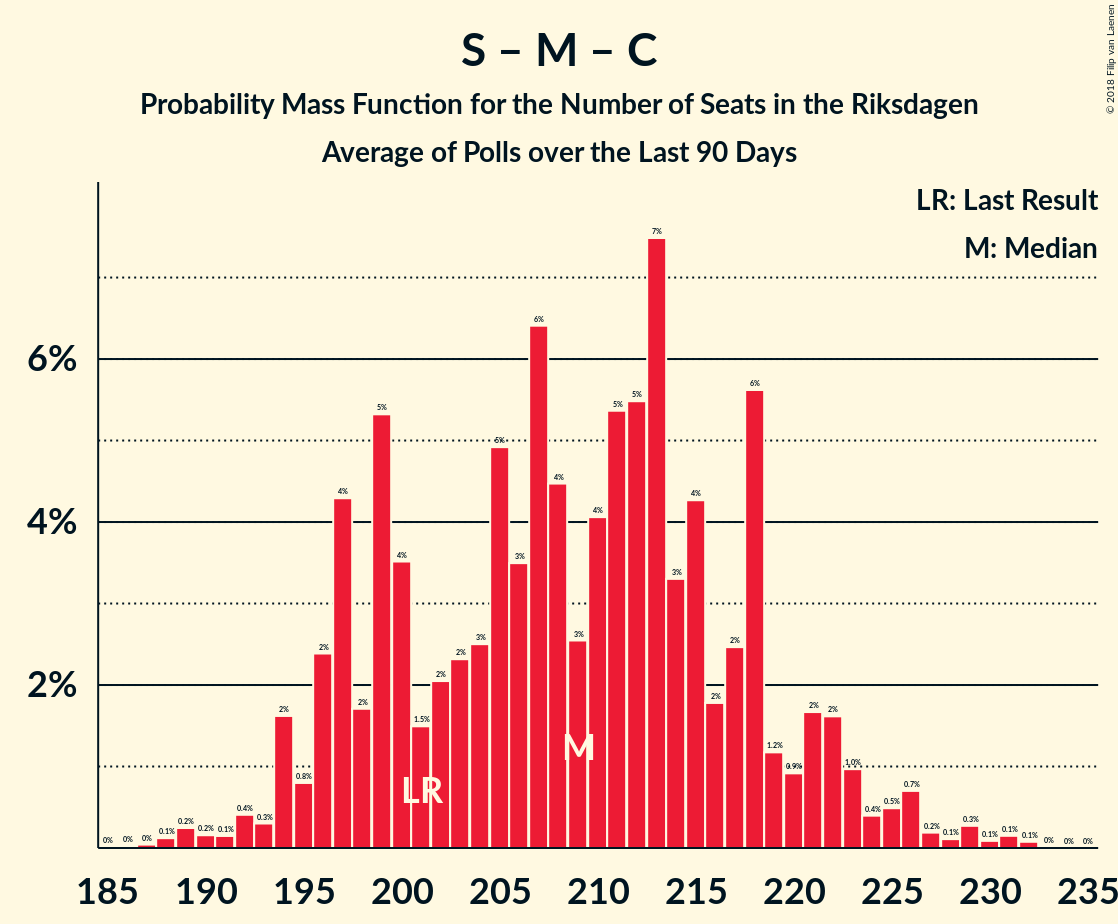 © 2018 Filip van Laenen
S – M – C
Probability Mass Function for the Number of Seats in the Riksdagen
Average of Polls over the Last 90 Days
LR: Last Result
M: Median
6%
4%
2%
0% 0% 0% 0.1% 0.2% 0.2% 0.1% 0.4% 0.3% 2% 0.8% 2% 4% 2% 5% 4% 1.5% 2% 2% 3% 5% 3% 6% 4% 3% 4% 5% 5% 7% 3% 4% 2% 2% 6% 1.2% 0.9% 2% 2% 1.0% 0.4% 0.5% 0.7% 0.2% 0.1% 0.3% 0.1% 0.1% 0.1% 0% 0% 0%
M
LR
185 190 195 200 205 210 215 220 225 230 235